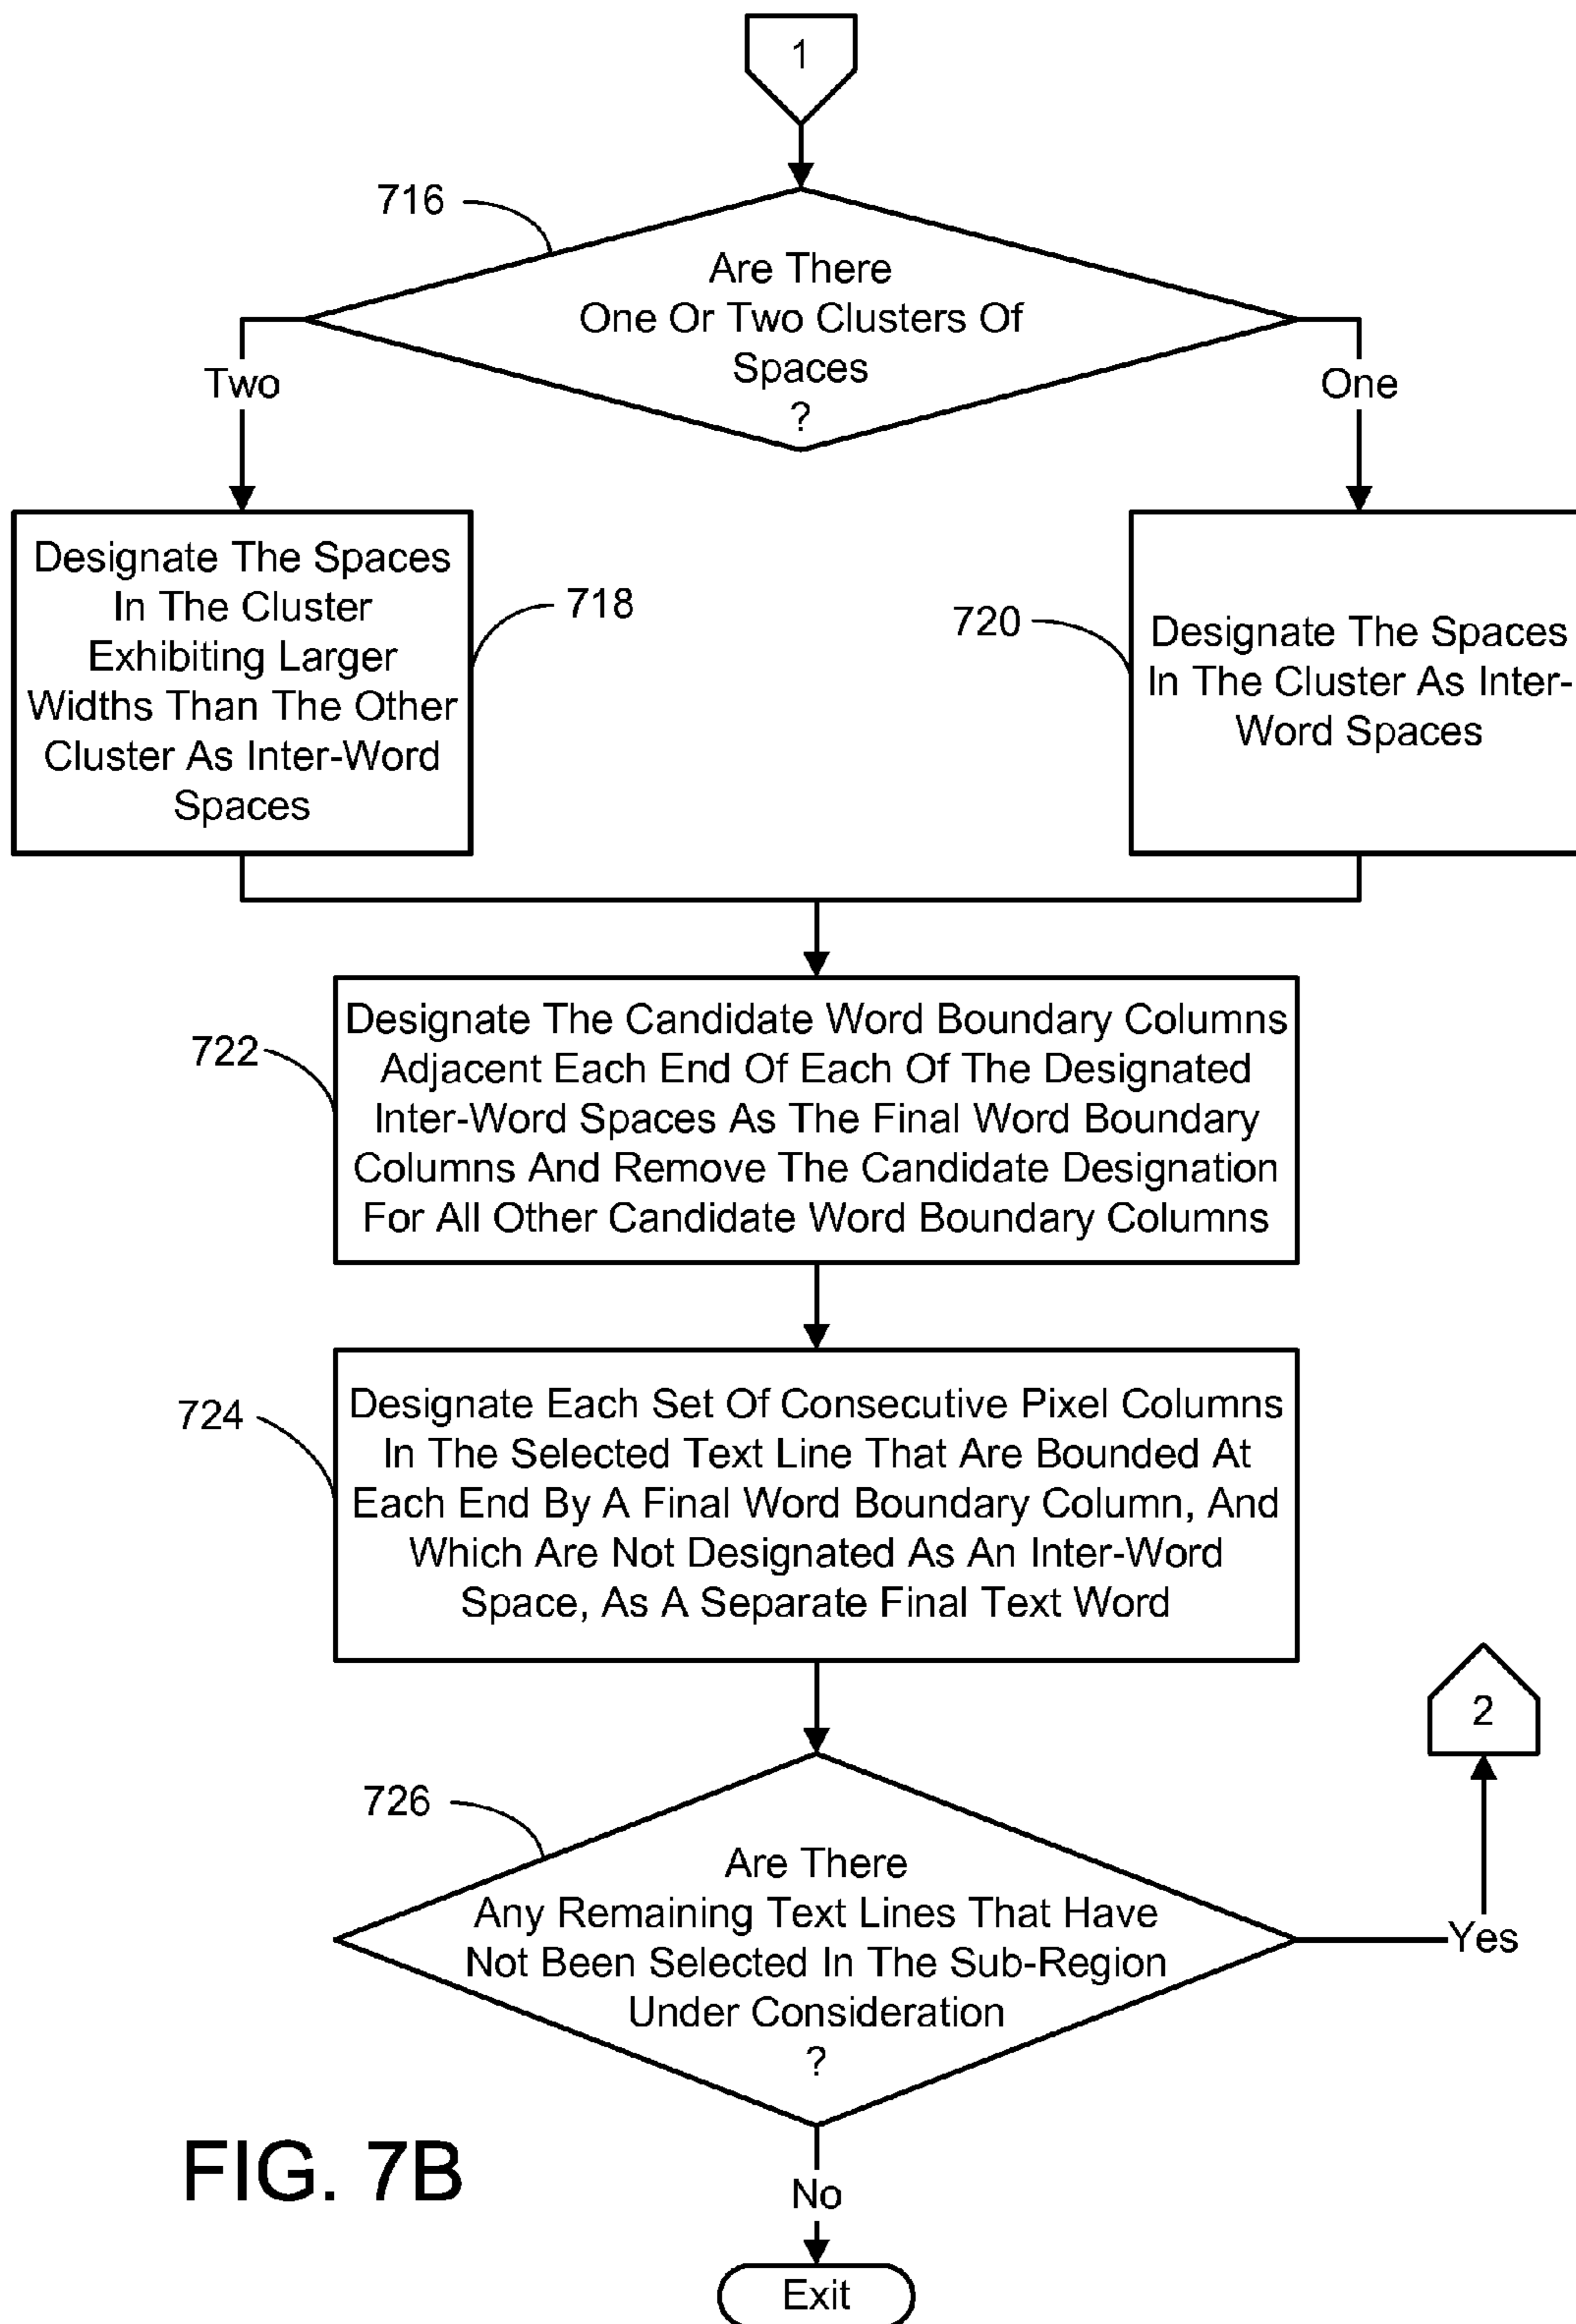 1
716
Are There
One Or Two Clusters Of
Spaces
?
Two
One
Designate The Spaces
In The Cluster
Exhibiting Larger
Widths Than The Other
Cluster As Inter-Word
Spaces
718
720
Designate The Spaces
In The Cluster As Inter-
Word Spaces
722
Designate The Candidate Word Boundary Columns
Adjacent Each End Of Each Of The Designated
Inter-Word Spaces As The Final Word Boundary
Columns And Remove The Candidate Designation
For All Other Candidate Word Boundary Columns
724
Designate Each Set Of Consecutive Pixel Columns
In The Selected Text Line That Are Bounded At
Each End By A Final Word Boundary Column, And
Which Are Not Designated As An Inter-Word
Space, As A Separate Final Text Word
2
726
Are There
Any Remaining Text Lines That Have
Not Been Selected In The Sub-Region
Under Consideration
?
Yes
FIG. 7B
No
Exit